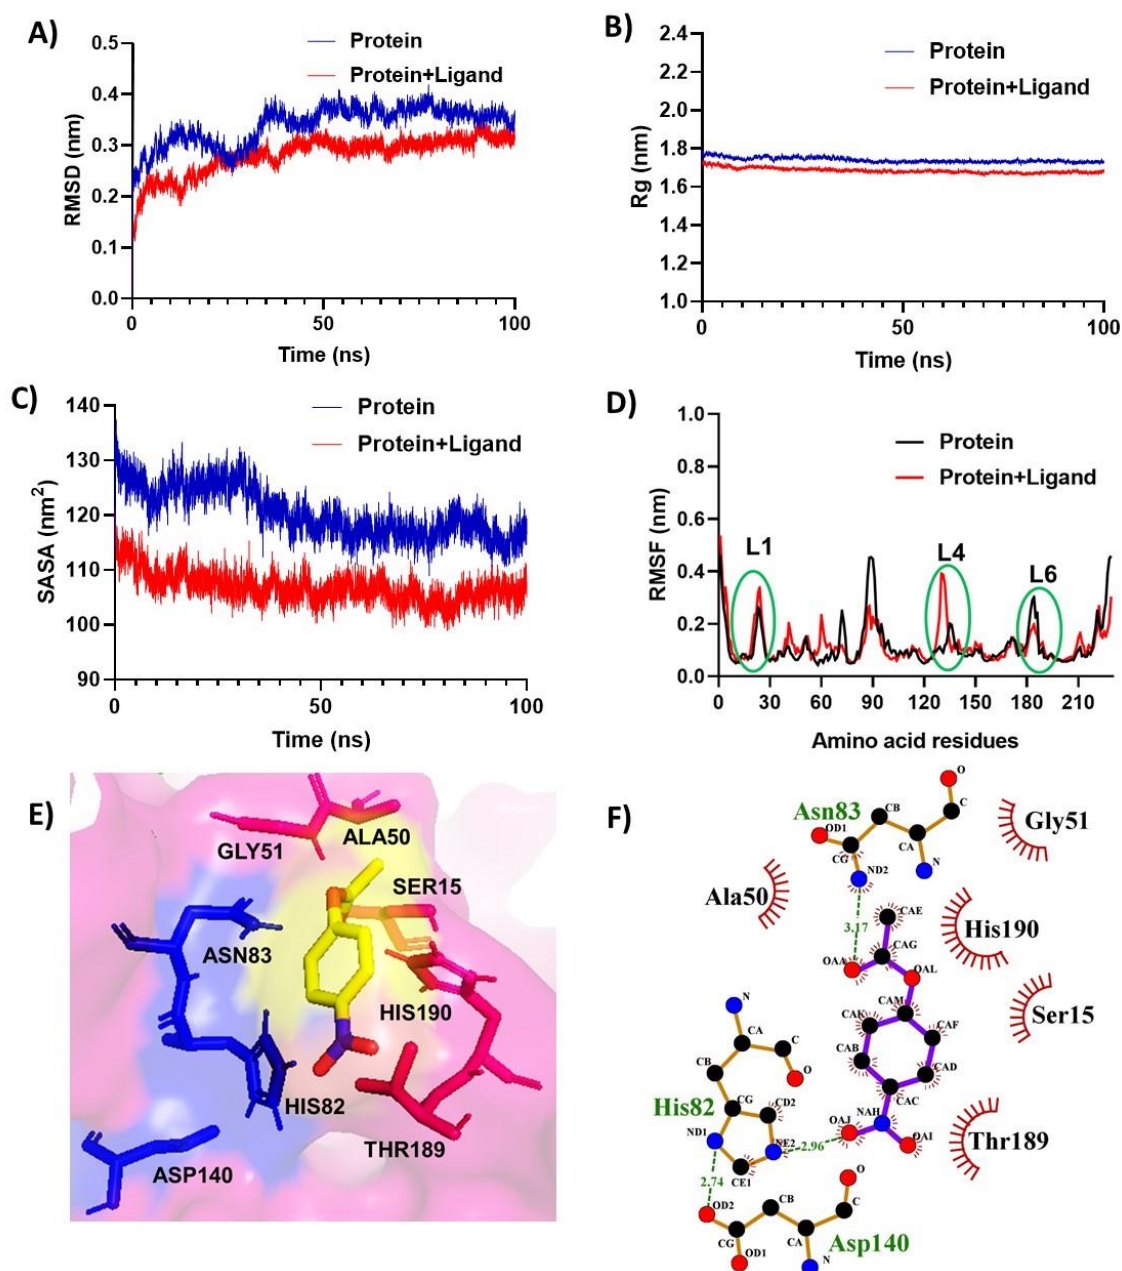 A)
Protein
Protein+Ligand
0.5
0.4
0.3
0.2
0.1
0.0
RMSD (nm)
0
50
100
Time (ns)
B)
Protein
Protein+Ligand
2.4
2.2
2.0
1.8
1.6
1.4
1.2
1.0
Rg (nm)
0
50
100
Time (ns)
C)
Protein
Protein+Ligand
140
130
120
110
100
90
SASA (nm²)
0
50
100
Time (ns)
D)
Protein
Protein+Ligand
1.0
0.8
0.6
0.4
0.2
0.0
RMSF (nm)
L1
L4
L6
0
30
60
90
120
150
180
210
Amino acid residues
E)
ALA50
GLY51
SER15
ASN83
HIS190
HIS82
THR189
ASP140
F)
O
CB
C
Asn83
OD1
CA
CG
N
ND2
Gly51
Ala50
CAE
His190
3.17
CAG
OAA
OAL
Ser15
CAM
N
CAK
CAF
CA
C
CAB
CAD
CB
O
CAC
CG
CD2
His82
OAJ
NAH
OAI
Thr189
ND1
NE2
2.96
CE1
2.74
O
CB
C
OD2
CG
CA
Asp140
OD1
N